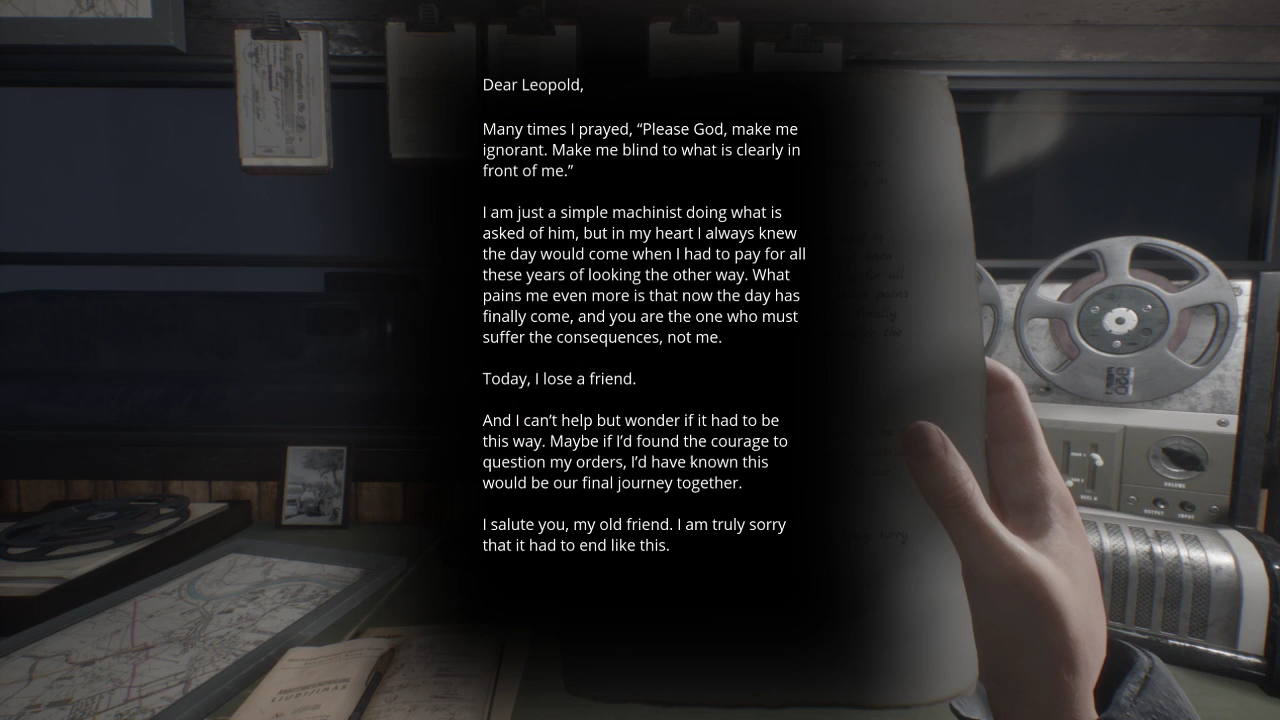 Dear Leopold,
Many times I prayed, “Please God, make me
ignorant. Make me blind to what is clearly in
front of me.”
I am just a simple machinist doing what is
asked of him, but in my heart I always knew
the day would come when I had to pay for all
these years of looking the other way. What
pains me even more is that now the day has
finally come, and you are the one who must
suffer the consequences, not me.
Today, I lose a friend.
And I can’t help but wonder if it had to be
this way. Maybe if I’d found the courage to
question my orders, I’d have known this
would be our final journey together.
I salute you, my old friend. I am truly sorry
that it had to end like this.
VOLUME
OUTPUT INPUT